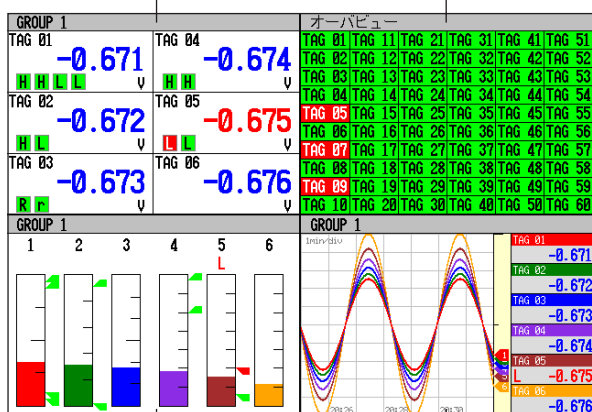 GROUP 1
TAG 01
-0.671
H H L L
V
TAG 04
-0.674
H H
V
TAG 02
-0.672
H L
V
TAG 05
-0.675
L L
V
TAG 03
-0.673
R r
V
TAG 06
-0.676
V
オーバビュー
TAG 01 TAG 11 TAG 21 TAG 31 TAG 41 TAG 51
TAG 02 TAG 12 TAG 22 TAG 32 TAG 42 TAG 52
TAG 03 TAG 13 TAG 23 TAG 33 TAG 43 TAG 53
TAG 04 TAG 14 TAG 24 TAG 34 TAG 44 TAG 54
TAG 05 TAG 15 TAG 25 TAG 35 TAG 45 TAG 55
TAG 06 TAG 16 TAG 26 TAG 36 TAG 46 TAG 56
TAG 07 TAG 17 TAG 27 TAG 37 TAG 47 TAG 57
TAG 08 TAG 18 TAG 28 TAG 38 TAG 48 TAG 58
TAG 09 TAG 19 TAG 29 TAG 39 TAG 49 TAG 59
TAG 10 TAG 20 TAG 30 TAG 40 TAG 50 TAG 60
GROUP 1
1 2 3 4 5 6
L
GROUP 1
1min/div
20:26 20:28 20:30
1
TAG 01
-0.671
TAG 02
-0.672
TAG 03
-0.673
TAG 04
-0.674
TAG 05
L -0.675
TAG 06
-0.676